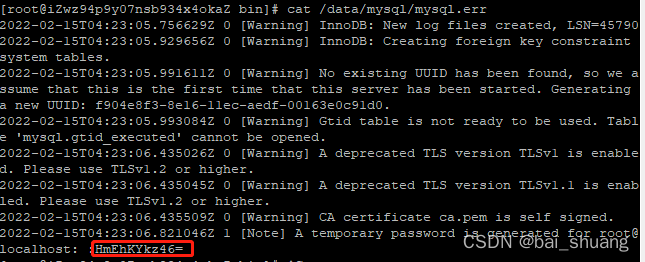 [root@iZwz94p9y07nsb934x4okaZ bin]# cat /data/mysql/mysql.err
2022-02-15T04:23:05.756629Z 0 [Warning] InnoDB: New log files created, LSN=45790
2022-02-15T04:23:05.929656Z 0 [Warning] InnoDB: Creating foreign key constraint
system tables.
2022-02-15T04:23:05.991611Z 0 [Warning] No existing UUID has been found, so we a
ssume that this is the first time that this server has been started. Generating
a new UUID: f904e8f3-8e16-11ec-aedf-00163e0c91d0.
2022-02-15T04:23:05.993084Z 0 [Warning] Gtid table is not ready to be used. Tabl
e 'mysql.gtid_executed' cannot be opened.
2022-02-15T04:23:06.435026Z 0 [Warning] A deprecated TLS version TLSv1 is enable
d. Please use TLSv1.2 or higher.
2022-02-15T04:23:06.435045Z 0 [Warning] A deprecated TLS version TLSv1.1 is enab
led. Please use TLSv1.2 or higher.
2022-02-15T04:23:06.435509Z 0 [Warning] CA certificate ca.pem is self signed.
2022-02-15T04:23:06.821046Z 1 [Note] A temporary password is generated for root@
localhost: :HmEhKYkz46=
CSDN @bai_shuang